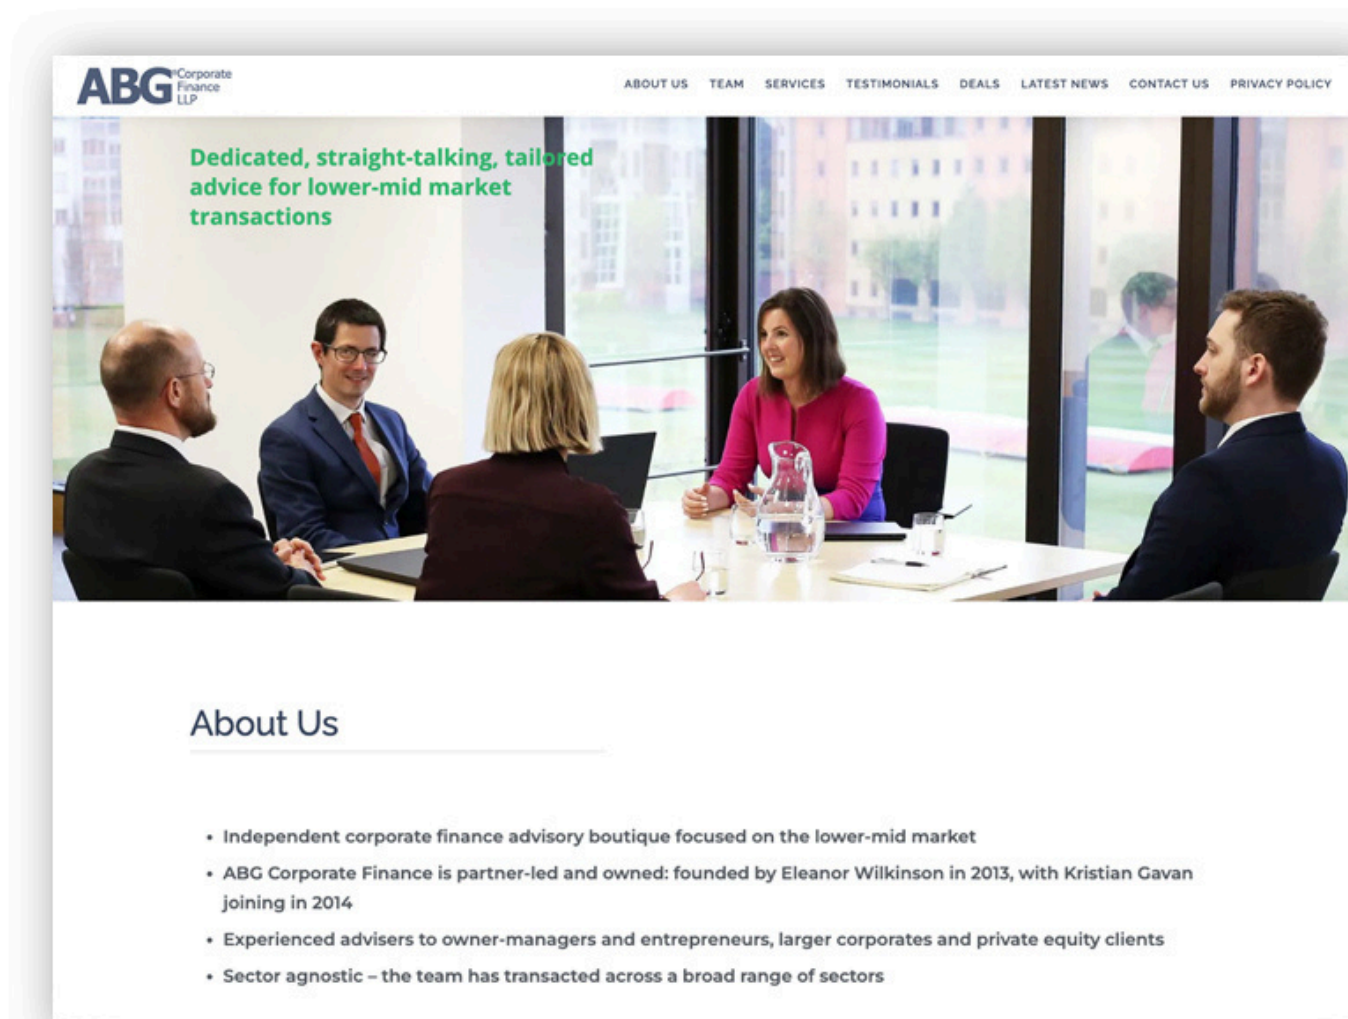 ABG Corporate
Finance
LLP
ABOUT US TEAM SERVICES TESTIMONIALS DEALS LATEST NEWS CONTACT US PRIVACY POLICY
Dedicated, straight-talking, tailored
advice for lower-mid market
transactions
About Us
• Independent corporate finance advisory boutique focused on the lower-mid market
• ABG Corporate Finance is partner-led and owned: founded by Eleanor Wilkinson in 2013, with Kristian Gavan
joining in 2014
• Experienced advisers to owner-managers and entrepreneurs, larger corporates and private equity clients
• Sector agnostic – the team has transacted across a broad range of sectors